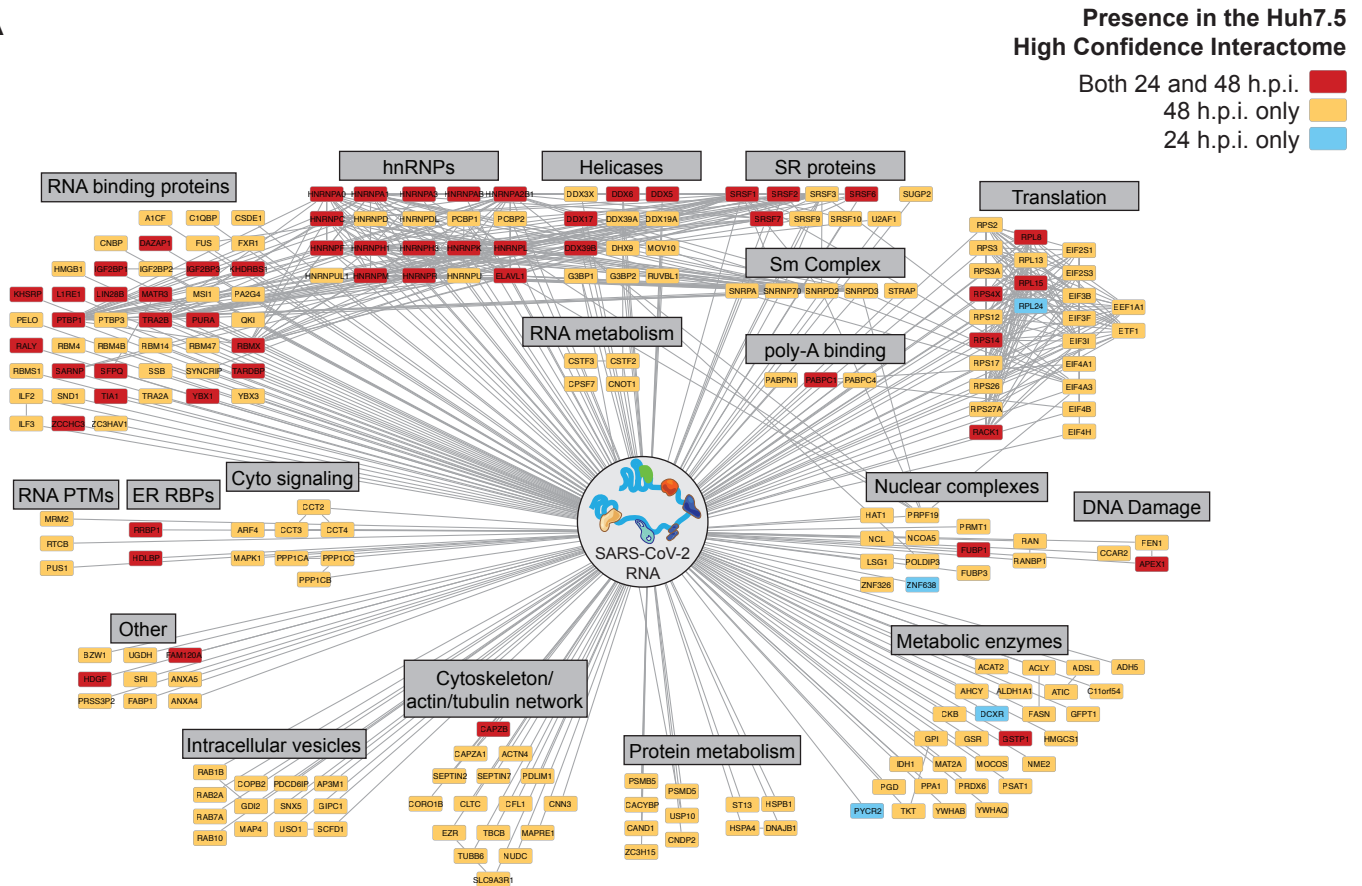 A
Presence in the Huh7.5
High Confidence Interactome
Both 24 and 48 h.p.i.
48 h.p.i. only
24 h.p.i. only
RNA binding proteins
A1CF C1QBP CSDE1
CNBP DAZAP1 FUS FXR1
HMGB1 IGF2BP1 IGF2BP2 IGF2BP3 KHDRBS1
KHSRP L1RE1 LIN28B MATR3 MSI1 PA2G4
PELO PTBP1 PTBP3 TRA2B PURA QKI
RALY RBM4 RBM4B RBM14 RBM47 RBMX
RBMS1 SARNP SFPQ SSB SYNCRIP TARDBP
ILF2 SND1 TIA1 TRA2A YBX1 YBX3
ILF3 ZCCHC3 ZC3HAV1
hnRNPs
HNRNPA0 HNRNPA1 HNRNPA3 HNRNPAB HNRNPA2B1
HNRNPC HNRNPD HNRNPDL PCBP1 PCBP2
HNRNPF HNRNPH1 HNRNPH3 HNRNPK HNRNPL
HNRNPUL1 HNRNPM HNRNPR HNRNPU ELAVL1
Helicases
DDX3X DDX6 DDX5
DDX17 DDX39A DDX19A
DDX39B DHX9 MOV10
G3BP1 G3BP2 RUVBL1
SR proteins
SRSF1 SRSF2 SRSF3 SRSF6 SUGP2
SRSF7 SRSF9 SRSF10 U2AF1
Sm Complex
SNRPA SNRNP70 SNRPD2 SNRPD3 STRAP
RNA metabolism
CSTF3 CSTF2
CPSF7 CNOT1
poly-A binding
PABPN1 PABPC1 PABPC4
Translation
RPS2
RPS3
RPS3A
RPS4X
RPS12
RPS14
RPS17
RPS26
RPS27A
RACK1
RPL8
RPL13
RPL15
RPL24
EIF2S1
EIF2S3
EIF3B
EIF3F
EIF3I
EIF4A1
EIF4A3
EIF4B
EIF4H
EEF1A1
ETF1
RNA PTMs
MRM2
RTCB
PUS1
ER RBPs
RRBP1
HDLBP
Cyto signaling
CCT2
ARF4 CCT3 CCT4
MAPK1 PPP1CA PPP1CC
PPP1CB
SARS-CoV-2
RNA
Nuclear complexes
HAT1 PRPF19
PRMT1
NCL NCOA5
RAN
FUBP1
LSG1 POLDIP3 RANBP1
FUBP3
ZNF326 ZNF638
DNA Damage
FEN1
CCAR2
APEX1
Other
BZW1 UGDH FAM120A
HDGF SRI ANXA5
PRSS3P2 FABP1 ANXA4
Intracellular vesicles
RAB1B
RAB2A
RAB7A
RAB10
COPB2 PDCD6IP AP3M1
GDI2 SNX5 GIPC1
MAP4 USO1 SCFD1
Cytoskeleton/
actin/tubulin network
CAPZB
CAPZA1 ACTN4
SEPTIN2 SEPTIN7 PDLIM1
CORO1B CLTC CFL1 CNN3
EZR TBCB MAPRE1
TUBB6 NUDC
SLC9A3R1
Protein metabolism
PSMB5
CACYBP
CAND1
ZC3H15
PSMD5
USP10
CNDP2
ST13 HSPB1
HSPA4 DNAJB1
Metabolic enzymes
ACAT2 ACLY ADSL ADH5
AHCY ALDH1A1 ATIC C11orf54
CKB DCXR FASN GFPT1
GPI GSR GSTP1 HMGCS1
IDH1 MAT2A MOCOS NME2
PGD PPA1 PRDX6 PSAT1
PYCR2 TKT YWHAB YWHAQ